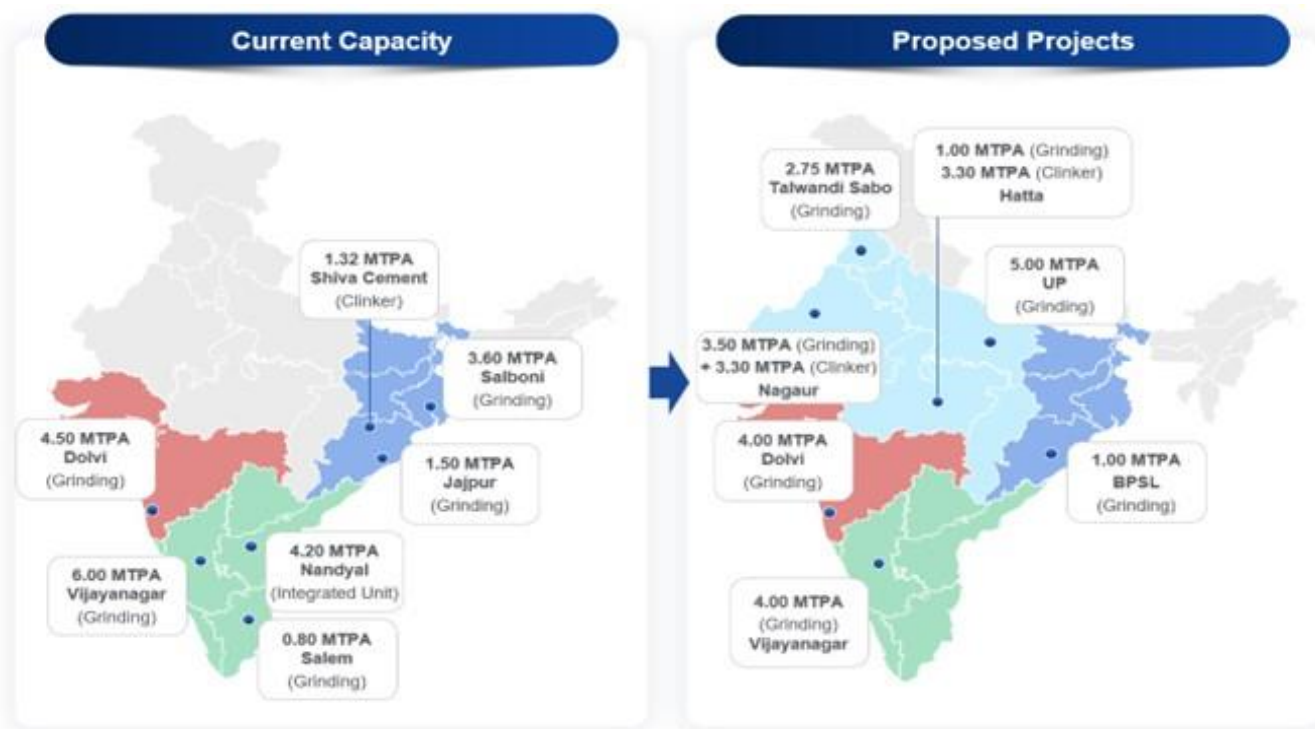 Current Capacity
1.32 MTPA
Shiva Cement
(Clinker)
3.60 MTPA
Salboni
(Grinding)
4.50 MTPA
Dolvi
(Grinding)
1.50 MTPA
Jajpur
(Grinding)
4.20 MTPA
Nandyal
(Integrated Unit)
6.00 MTPA
Vijayanagar
(Grinding)
0.80 MTPA
Salem
(Grinding)
Proposed Projects
2.75 MTPA
Talwandi Sabo
(Grinding)
1.00 MTPA (Grinding)
3.30 MTPA (Clinker)
Hatta
5.00 MTPA
UP
(Grinding)
3.50 MTPA (Grinding)
+ 3.30 MTPA (Clinker)
Nagaur
4.00 MTPA
Dolvi
(Grinding)
1.00 MTPA
BPSL
(Grinding)
4.00 MTPA
(Grinding)
Vijayanagar